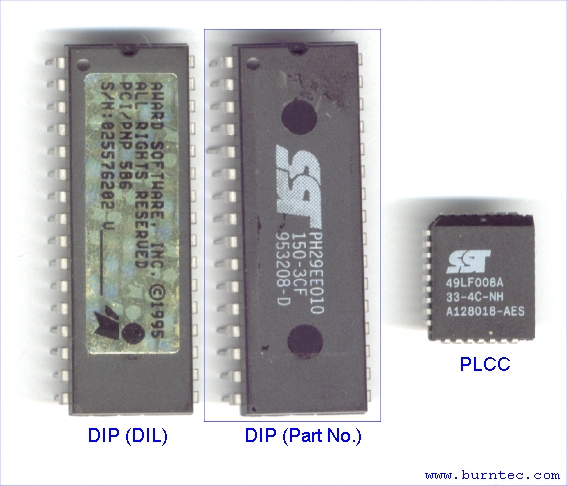 AWARD SOFTWARE, INC. ©1995
ALL RIGHTS RESERVED
PCI/PNP 586
S/N:025576202 V
SST
PH29EE010
150-3CF
953208-D
SST
49LF008A
33-4C-NH
A128018-AES
PLCC
DIP (DIL)
DIP (Part No.)
www.burntec.com